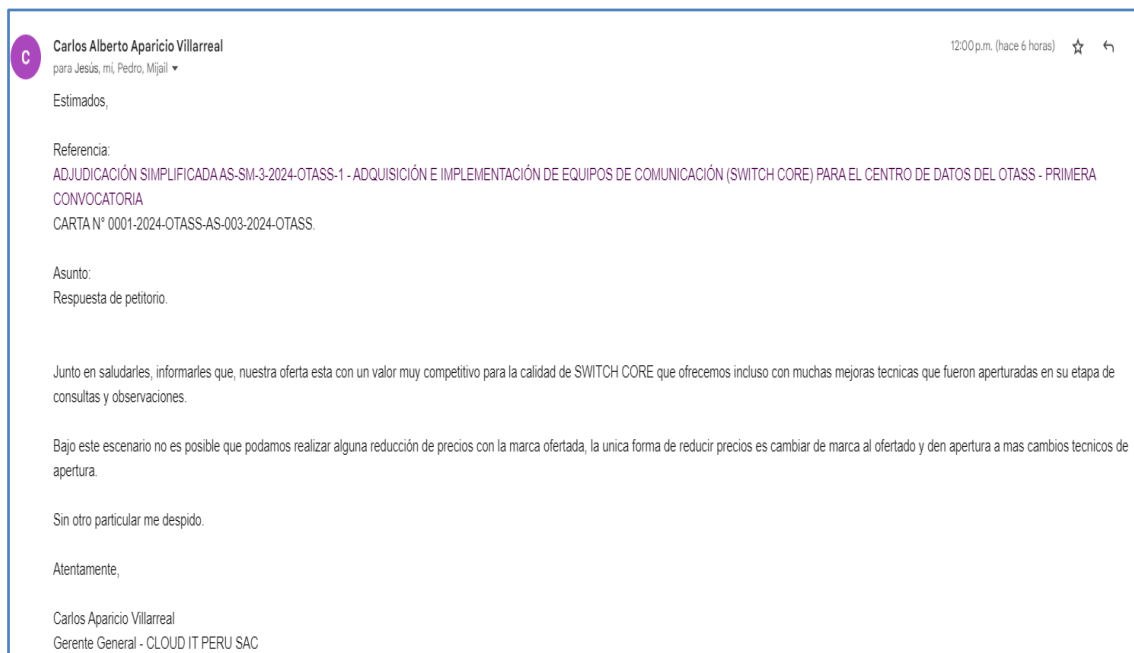 C
Carlos Alberto Aparicio Villarreal
12:00 p.m. (hace 6 horas)
para Jesús, mí, Pedro, Mijail
Estimados,
Referencia:
ADJUDICACIÓN SIMPLIFICADA AS-SM-3-2024-OTASS-1 - ADQUISICIÓN E IMPLEMENTACIÓN DE EQUIPOS DE COMUNICACIÓN (SWITCH CORE) PARA EL CENTRO DE DATOS DEL OTASS - PRIMERA
CONVOCATORIA
CARTA N° 0001-2024-OTASS-AS-003-2024-OTASS.
Asunto:
Respuesta de petitorio.
Junto en saludarles, informarles que, nuestra oferta esta con un valor muy competitivo para la calidad de SWITCH CORE que ofrecemos incluso con muchas mejoras tecnicas que fueron aperturadas en su etapa de
consultas y observaciones.
Bajo este escenario no es posible que podamos realizar alguna reducción de precios con la marca ofertada, la unica forma de reducir precios es cambiar de marca al ofertado y den apertura a mas cambios tecnicos de
apertura.
Sin otro particular me despido.
Atentamente,
Carlos Aparicio Villarreal
Gerente General - CLOUD IT PERU SAC